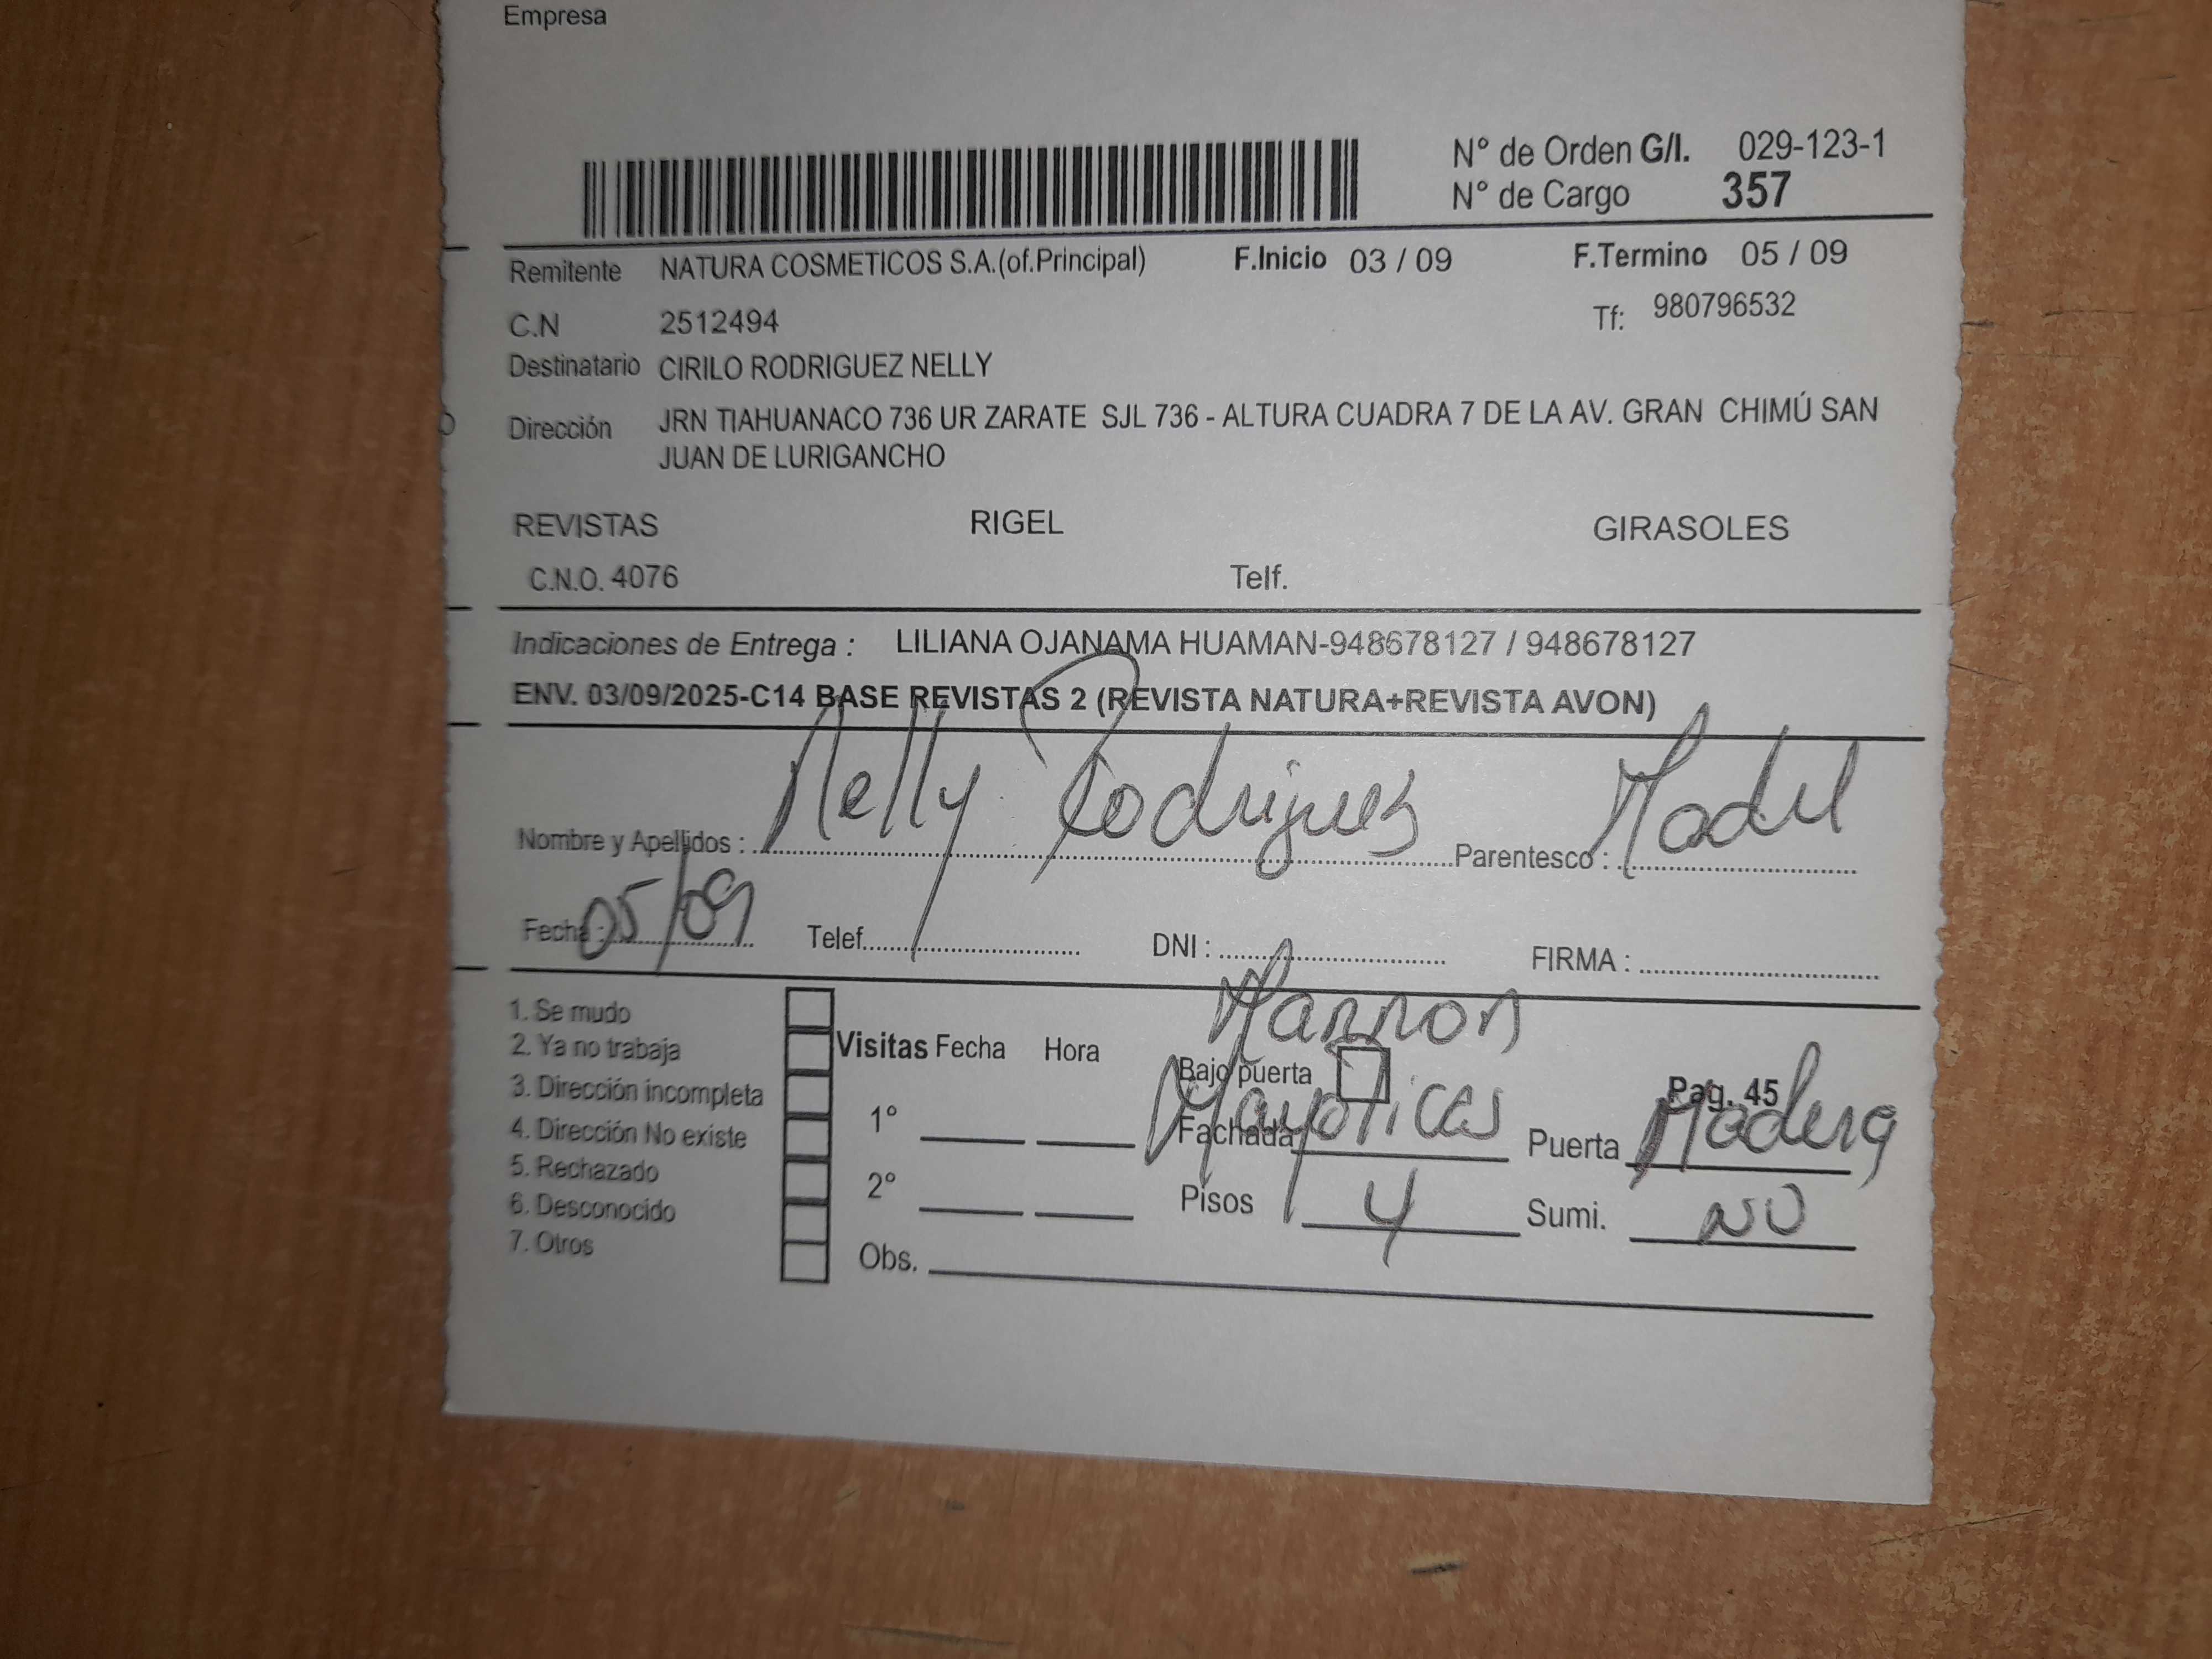 Empresa
N° de Orden G/I. 029-123-1
N° de Cargo 357
Remitente NATURA COSMETICOS S.A.(of.Principal) F.Inicio 03 / 09 F.Termino 05 / 09
C.N 2512494 Tf: 980796532
Destinatario CIRILO RODRIGUEZ NELLY
Dirección JRN TIAHUANACO 736 UR ZARATE SJL 736 - ALTURA CUADRA 7 DE LA AV. GRAN CHIMÚ SAN
JUAN DE LURIGANCHO
REVISTAS RIGEL GIRASOLES
C.N.O. 4076 Telf.
Indicaciones de Entrega : LILIANA OJANAMA HUAMAN-948678127 / 948678127
ENV. 03/09/2025-C14 BASE REVISTAS 2 (REVISTA NATURA+REVISTA AVON)
Nombre y Apellidos : Nelly Rodriguez Parentesco :
Fecha : 05/09 Telef. DNI : FIRMA :
1. Se mudo
2. Ya no trabaja
3. Dirección incompleta
4. Dirección No existe
5. Rechazado
6. Desconocido
7. Otros
Visitas Fecha Hora
1°
2°
Obs.
Marron
Bajo puerta Pag. 45
Fachada Mayolicas Puerta Madera
Pisos 4 Sumi. NO